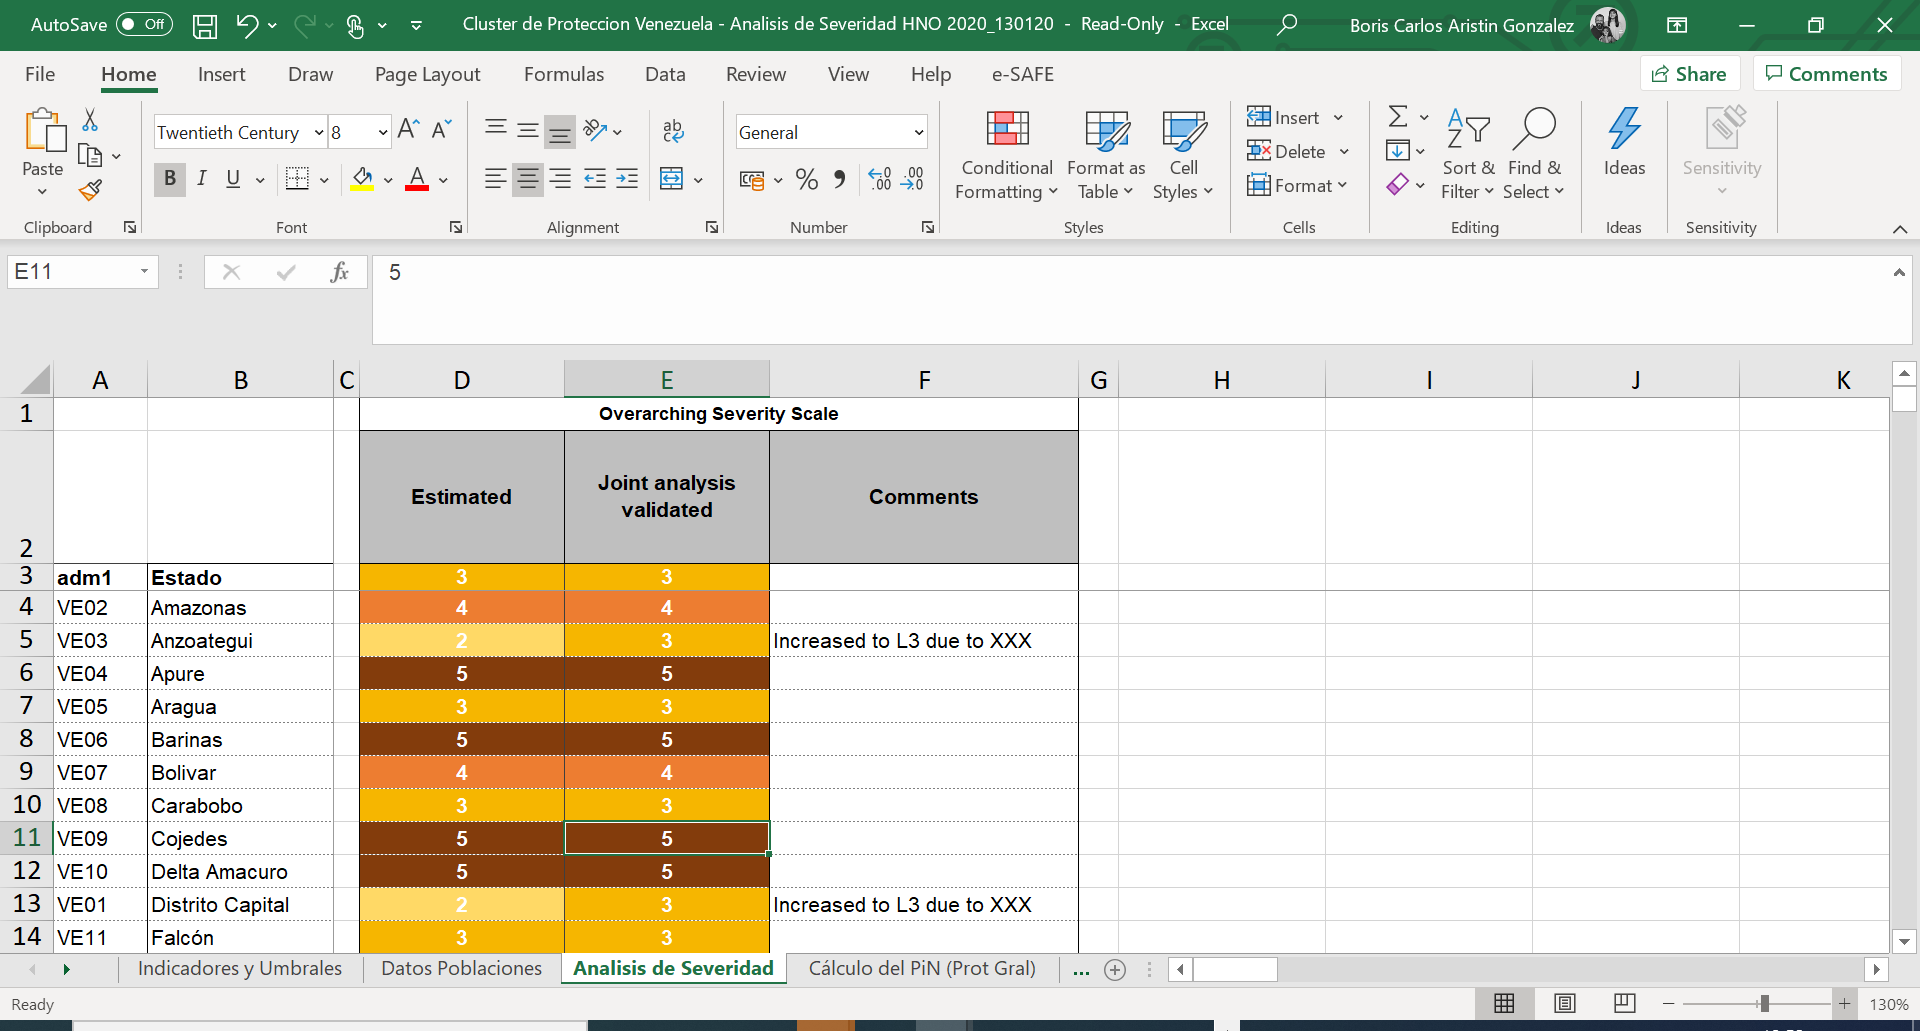 AutoSave Off Cluster de Proteccion Venezuela - Analisis de Severidad HNO 2020_130120 - Read-Only - Excel Boris Carlos Aristin Gonzalez
File Home Insert Draw Page Layout Formulas Data Review View Help e-SAFE Share Comments
Paste
Clipboard
Twentieth Century 8
B I U A
Font
ab
Alignment
General
% 9 .00 .00
Number
Conditional Formatting
Format as Table
Cell Styles
Styles
Insert
Delete
Format
Cells
Sort & Filter
Find & Select
Editing
Ideas
Ideas
Sensitivity
Sensitivity
E11 fx 5
A B C D E F G H I J K
1 Overarching Severity Scale
2 Estimated Joint analysis validated Comments
3 adm1 Estado 3 3
4 VE02 Amazonas 4 4
5 VE03 Anzoategui 2 3 Increased to L3 due to XXX
6 VE04 Apure 5 5
7 VE05 Aragua 3 3
8 VE06 Barinas 5 5
9 VE07 Bolivar 4 4
10 VE08 Carabobo 3 3
11 VE09 Cojedes 5 5
12 VE10 Delta Amacuro 5 5
13 VE01 Distrito Capital 2 3 Increased to L3 due to XXX
14 VE11 Falcón 3 3
Indicadores y Umbrales Datos Poblaciones Analisis de Severidad Cálculo del PiN (Prot Gral) ...
Ready 130%